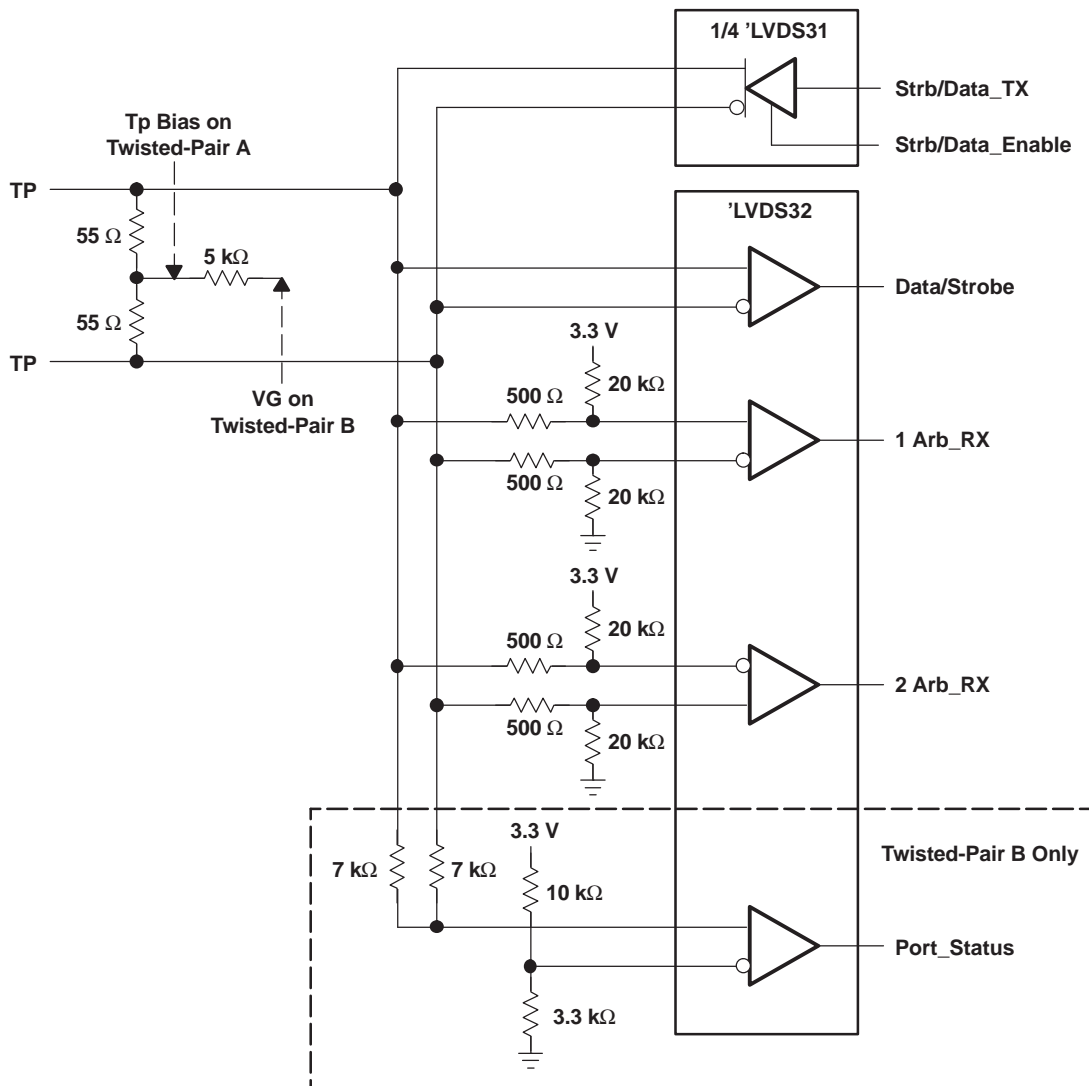 1/4 ’LVDS31
Strb/Data_TX
Strb/Data_Enable
Tp Bias on
Twisted-Pair A
TP
55 Ω
5 kΩ
55 Ω
TP
VG on
Twisted-Pair B
’LVDS32
Data/Strobe
3.3 V
20 kΩ
500 Ω
1 Arb_RX
500 Ω
20 kΩ
3.3 V
20 kΩ
500 Ω
2 Arb_RX
500 Ω
20 kΩ
Twisted-Pair B Only
3.3 V
7 kΩ
7 kΩ
10 kΩ
Port_Status
3.3 kΩ